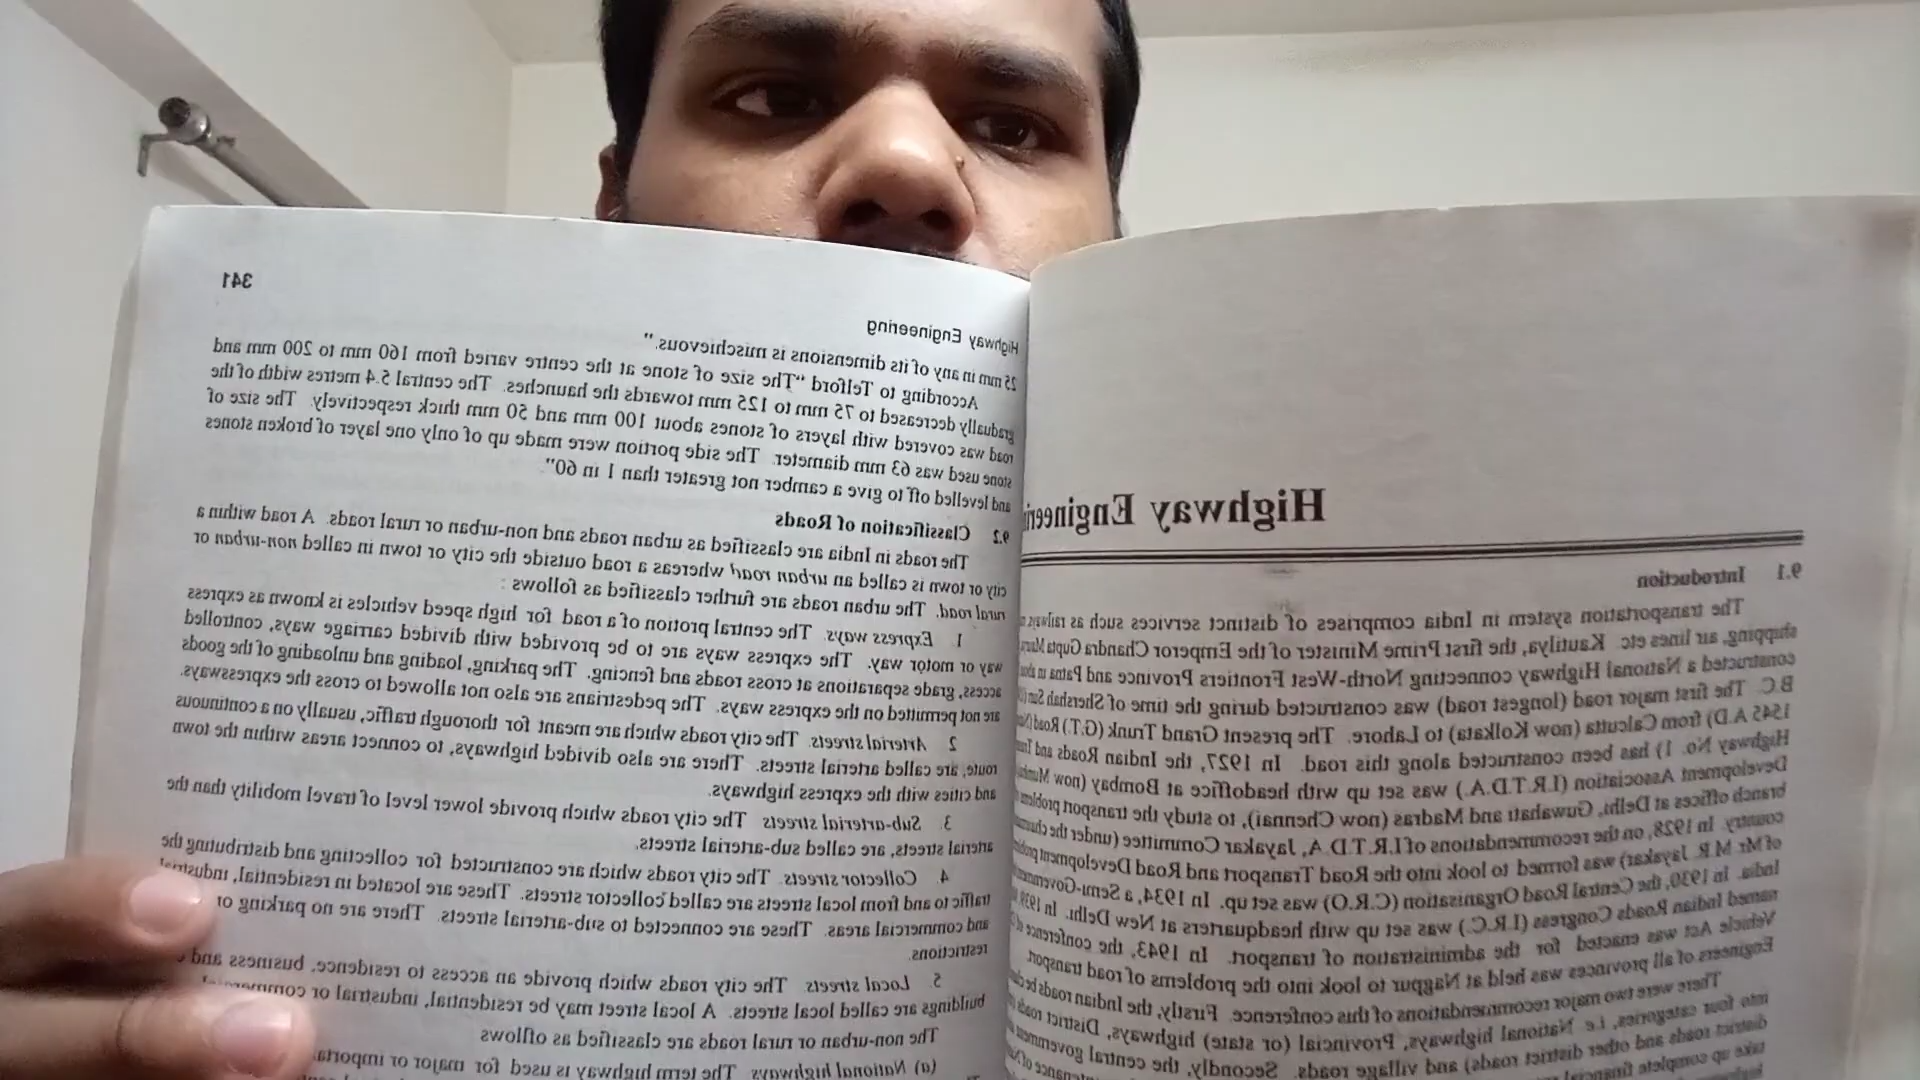 Highway Engineerin
9.1 Introduction
The transportation system in India comprises of distinct services such as railways
shipping, air lines etc. Kautilya, the first Prime Minister of the Emperor Chandra Gupta
constructed a National Highway connecting North-West Frontiers Province and Patna in
B.C. The first major road (longest road) was constructed during the time of Shershah
1545 A.D) from Calcutta (now Kolkata) to Lahore. The present Grand Trunk (G.T.) Road
Highway No. 1) has been constructed along this road. In 1927, the Indian Roads and
Development Association (I.R.T.D.A.) was set up with headoffice at Bombay (now
branch offices at Delhi, Guwahati and Madras (now Chennai), to study the transport problem
country. In 1928, on the recommendations of I.R.T.D.A, Jayakar Committee (under the
of Mr M.R. Jayakar) was formed to look into the Road Transport and Road Development
India. In 1930, the Central Road Organisation (C.R.O) was set up. In 1934, a Semi-Government
named Indian Roads Congress (I.R.C.) was set up with headquarters at New Delhi. In 1939,
Vehicle Act was enacted for the administration of transport. In 1943, the conference
Engineers of all provinces was held at Nagpur to look into the problems of road transport
There were two major recommendations of this conference. Firstly, the Indian roads
into four categories, i.e. National highways, Provincial (or state) highways, District roads
district roads and other district roads) and village roads. Secondly, the central government
take up complete financial
Highway Engineering 341
25 mm in any of its dimensions is mischievous."
According to Telford "The size of stone at the centre varied from 160 mm to 200 mm and
gradually decreased to 75 mm to 125 mm towards the haunches. The central 5.4 metres width of the
road was covered with layers of stones about 100 mm and 50 mm thick respectively. The size of
stone used was 63 mm diameter. The side portion were made up of only one layer of broken stones
and levelled off to give a camber not greater than 1 in 60"
9.2 Classification of Roads
The roads in India are classified as urban roads and non-urban or rural roads. A road within a
city or town is called an urban road whereas a road outside the city or town in called non-urban or
rural road. The urban roads are further classified as follows :
1 Express ways. The central protion of a road for high speed vehicles is known as express
way or motor way. The express ways are to be provided with divided carriage ways, controlled
access, grade separations at cross roads and fencing. The parking, loading and unloading of the goods
are not permitted on the express ways. The pedestrians are also not allowed to cross the expressways.
2 Arterial streets. The city roads which are meant for thorough traffic, usually on a continuous
route, are called arterial streets. There are also divided highways, to connect areas within the town
and cities with the express highways.
3 Sub-arterial streets The city roads which provide lower level of travel mobility than the
arterial streets, are called sub-arterial streets.
4. Collector streets. The city roads which are constructed for collecting and distributing the
traffic to and from local streets are called collector streets. These are located in residential, industrial
and commercial areas. These are connected to sub-arterial streets. There are no parking or
restrictions.
5 Local streets The city roads which provide an access to residence, business and
buildings are called local streets. A local street may be residential, industrial or
The non-urban or rural roads are classified as ofllows
(a) National highways The term highway is used for major or